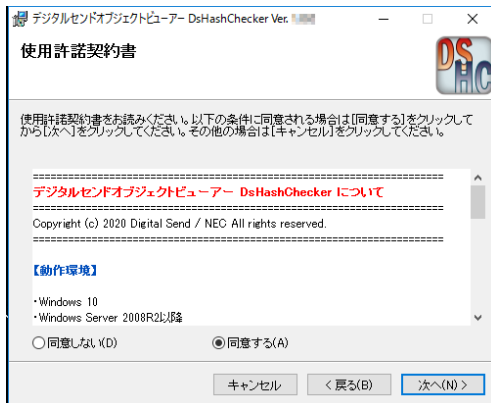 デジタルセンドオブジェクトビューアー DsHashChecker Ver.
使用許諾契約書
DS
HC
使用許諾契約書をお読みください。以下の条件に同意される場合は[同意する]をクリックして
から[次へ]をクリックしてください。その他の場合は[キャンセル]をクリックしてください。
==============================================================
デジタルセンドオブジェクトビューアー DsHashChecker について
==============================================================
Copyright (c) 2020 Digital Send / NEC All rights reserved.
==============================================================
【動作環境】
・Windows 10
・Windows Server 2008R2以降
同意しない(D)
同意する(A)
キャンセル
< 戻る(B)
次へ(N) >